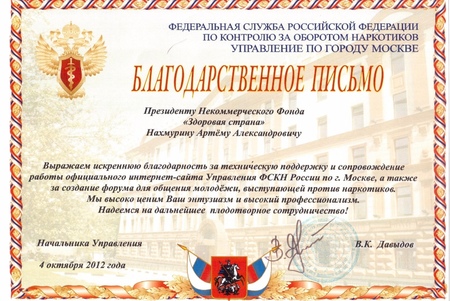 ФЕДЕРАЛЬНАЯ СЛУЖБА РОССИЙСКОЙ ФЕДЕРАЦИИ
ПО КОНТРОЛЮ ЗА ОБОРОТОМ НАРКОТИКОВ
УПРАВЛЕНИЕ ПО ГОРОДУ МОСКВЕ
БЛАГОДАРСТВЕННОЕ ПИСЬМО
Президенту Некоммерческого Фонда
«Здоровая страна»
Нахмурину Артёму Александровичу
Выражаем искреннюю благодарность за техническую поддержку и сопровождение
работы официального интернет-сайта Управления ФСКН России по г. Москве, а также
за создание форума для общения молодёжи, выступающей против наркотиков.
Мы высоко ценим Ваш энтузиазм и высокий профессионализм.
Надеемся на дальнейшее плодотворное сотрудничество!
Начальника Управления
В.К. Давыдов
4 октября 2012 года